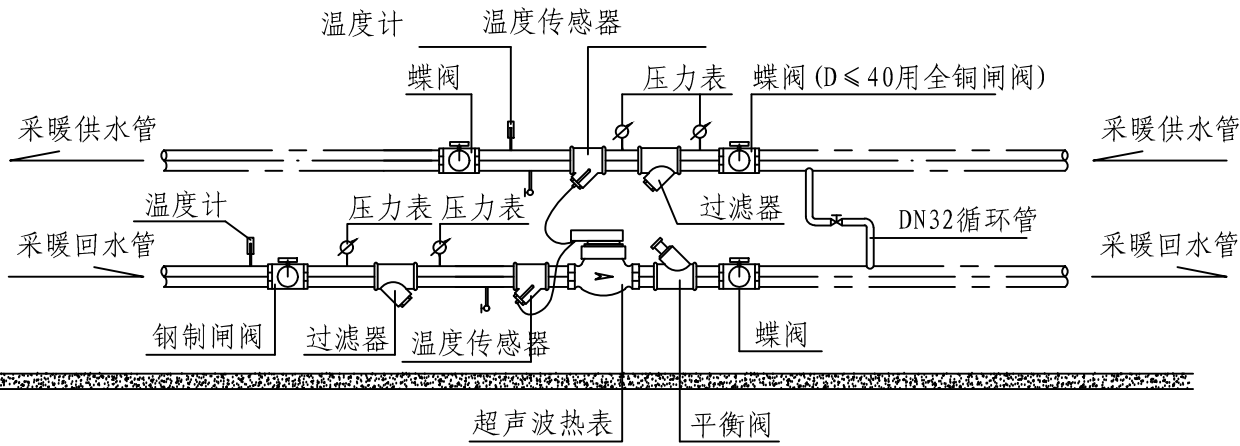 温度计
温度传感器
蝶阀
压力表
蝶阀(D≤40用全铜闸阀)
采暖供水管
采暖供水管
温度计
压力表
压力表
过滤器
DN32循环管
采暖回水管
采暖回水管
A
钢制闸阀
过滤器
温度传感器
蝶阀
超声波热表
平衡阀